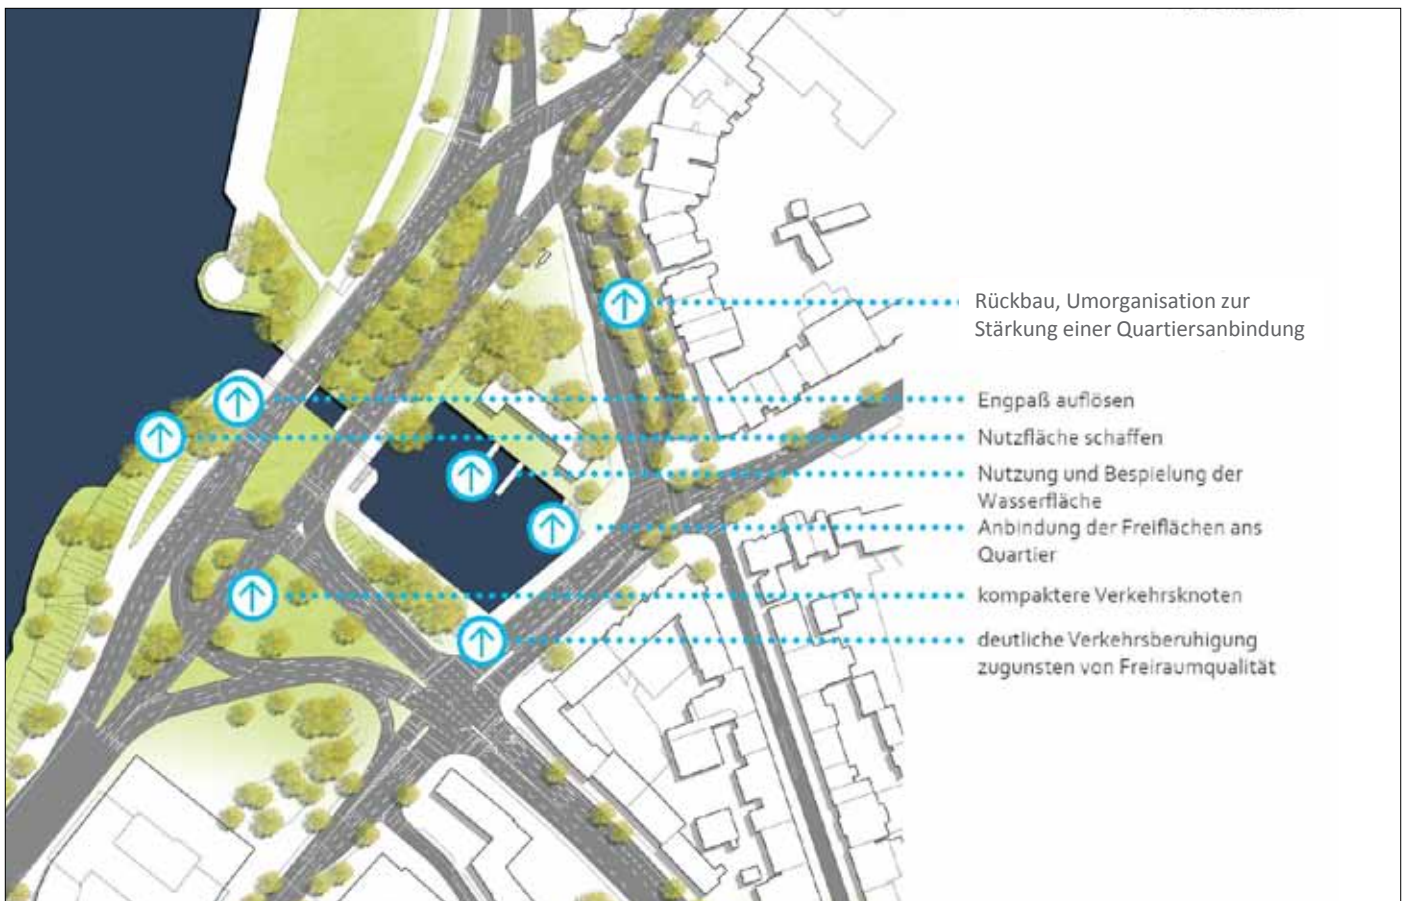 Rückbau, Umorganisation zur
Stärkung einer Quartiersanbindung
Engpaß auflösen
Nutzfläche schaffen
Nutzung und Bespielung der
Wasserfläche
Anbindung der Freiflächen ans
Quartier
kompaktere Verkehrsknoten
deutliche Verkehrsberuhigung
zugunsten von Freiraumqualität